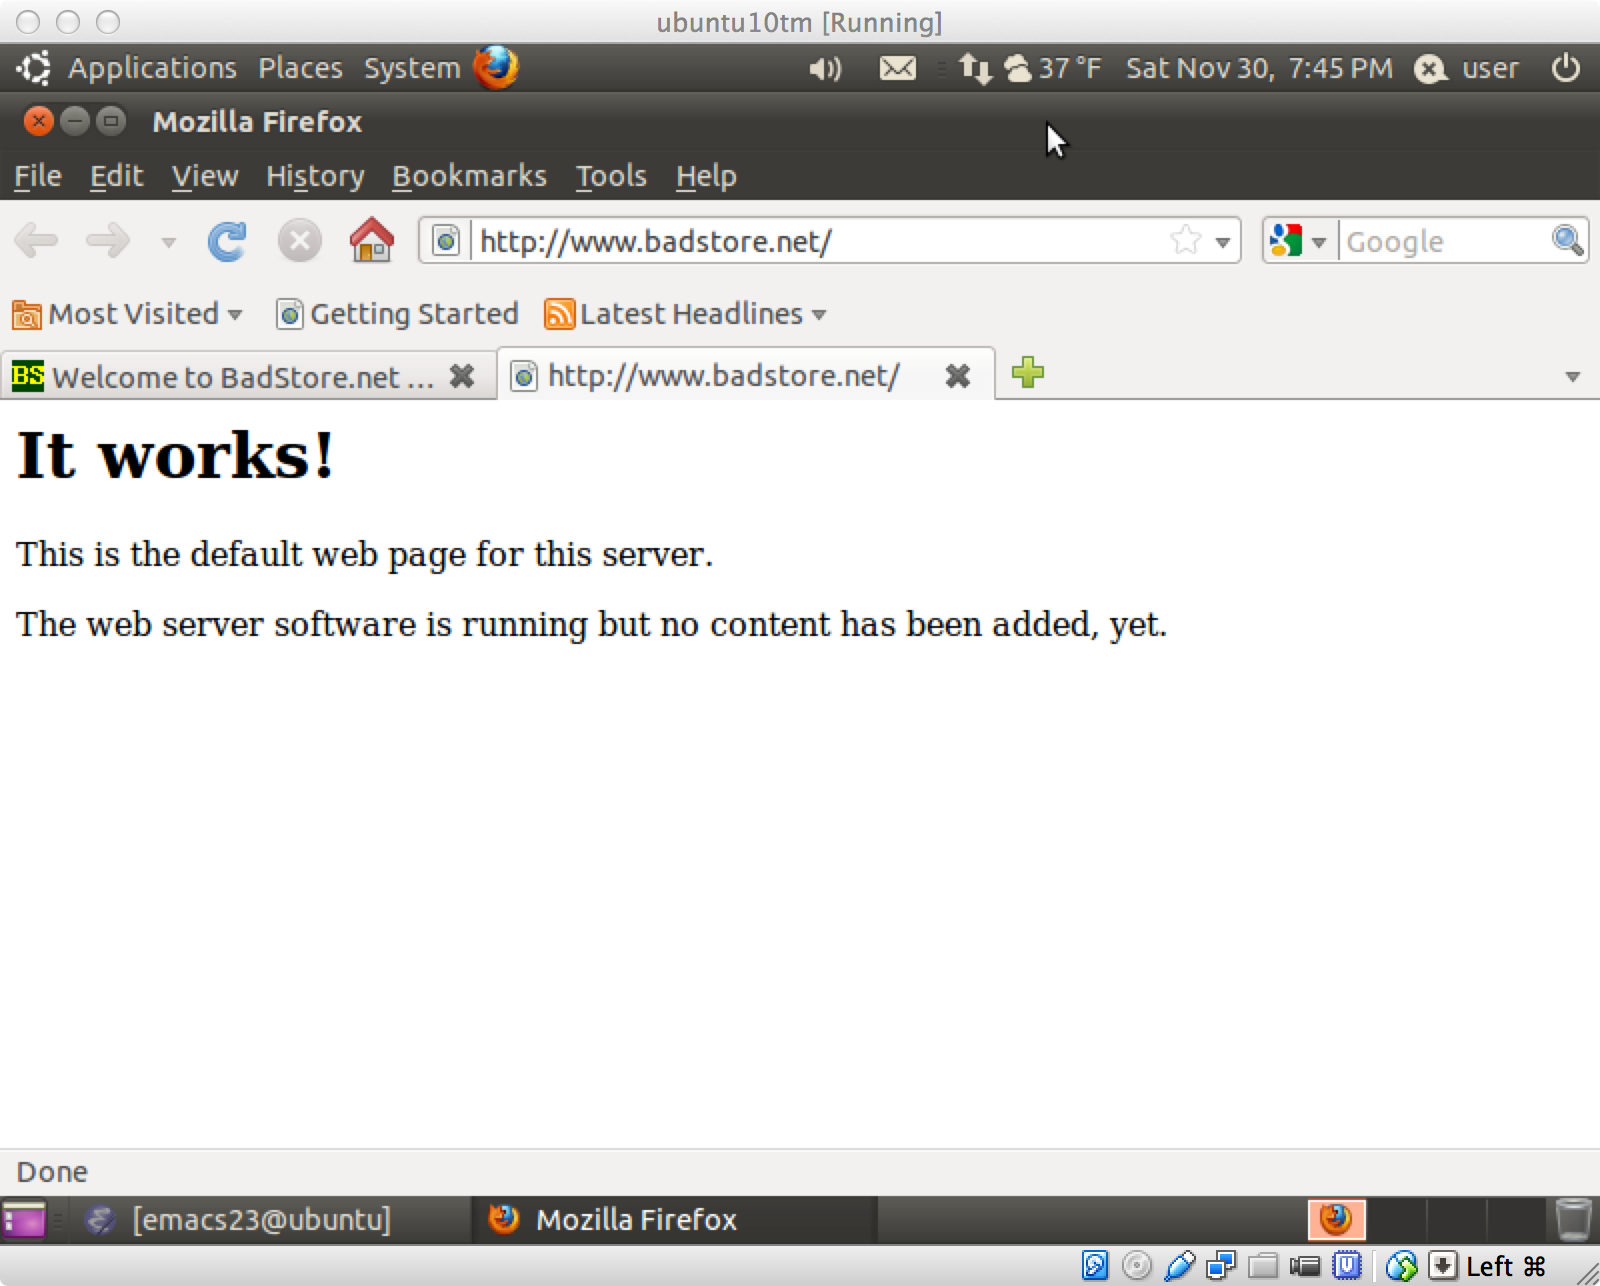 ubuntu10tm [Running]
Applications Places System 37 °F Sat Nov 30, 7:45 PM user
Mozilla Firefox
File Edit View History Bookmarks Tools Help
http://www.badstore.net/ Google
Most Visited Getting Started Latest Headlines
BS Welcome to BadStore.net ... http://www.badstore.net/
It works!
This is the default web page for this server.
The web server software is running but no content has been added, yet.
Done
[emacs23@ubuntu] Mozilla Firefox
Left ⌘